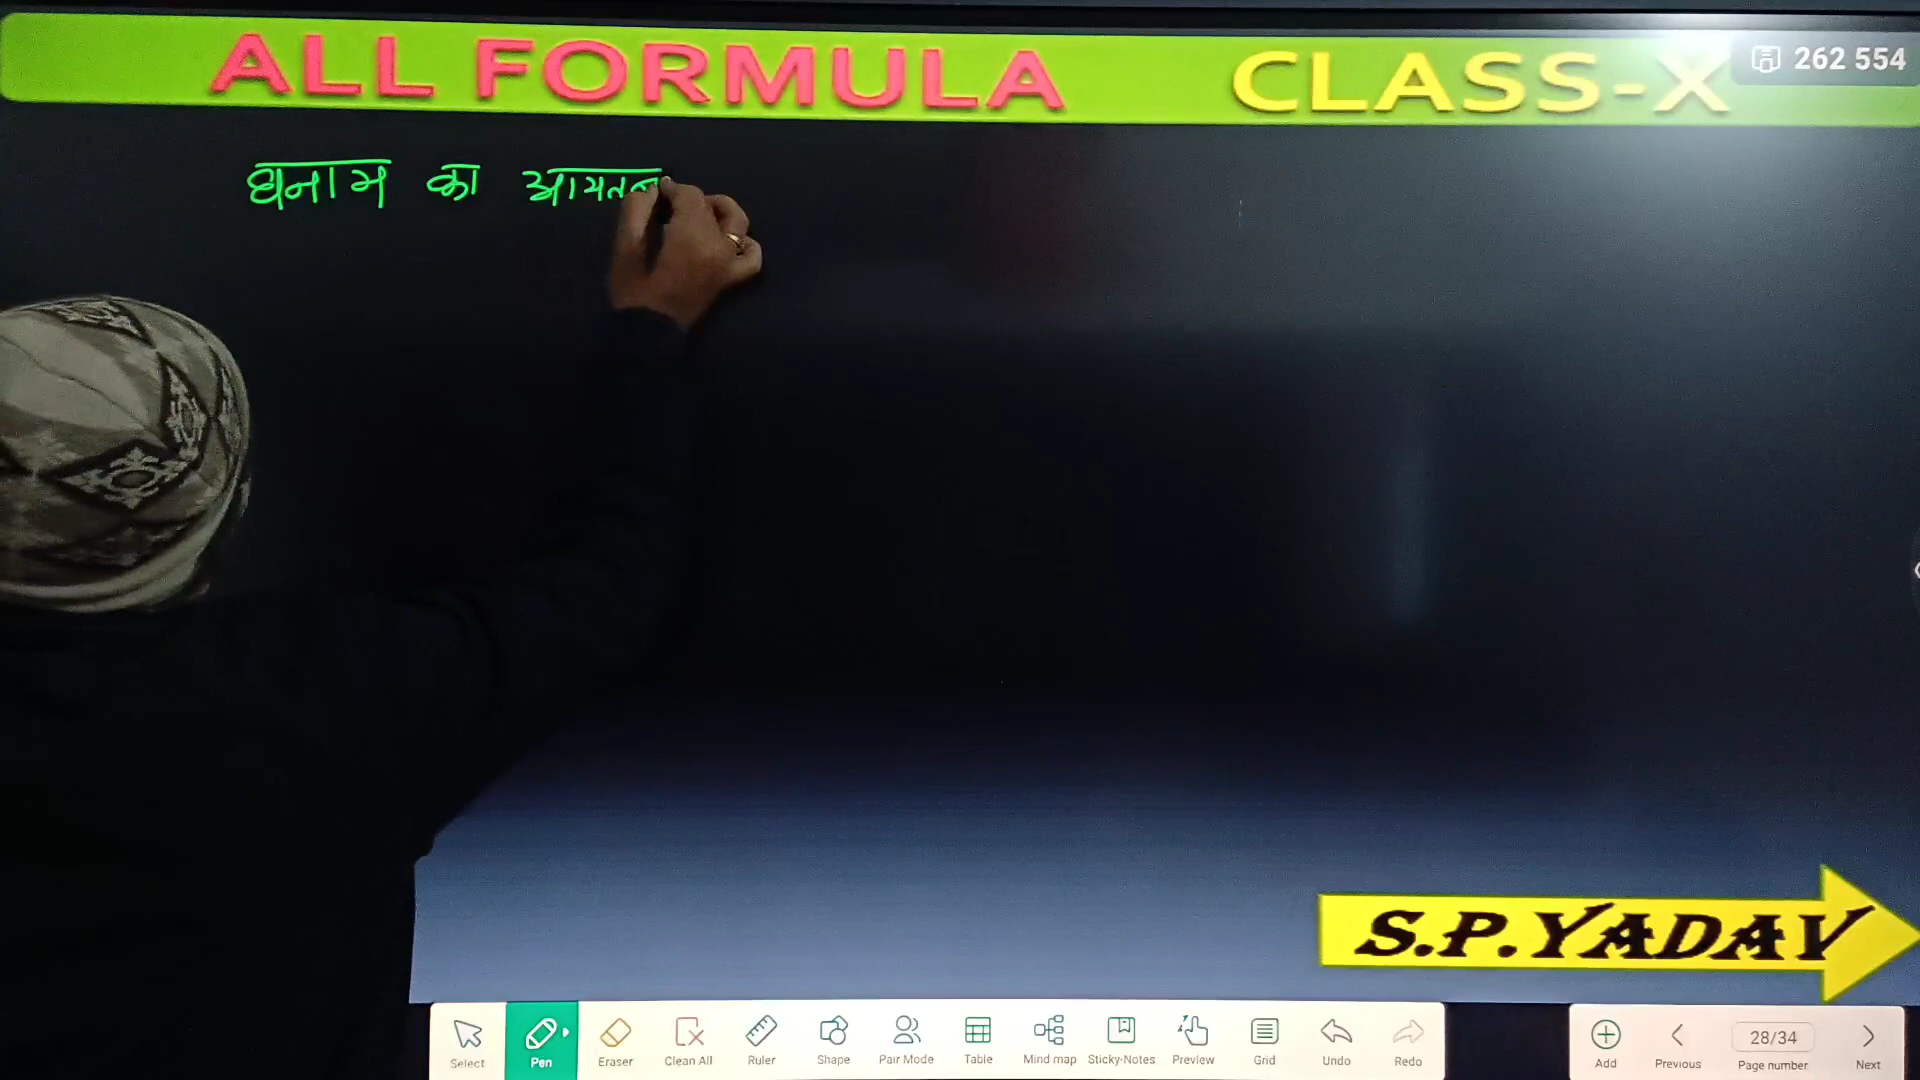 ALL FORMULA CLASS-X
262 554
घनाभ का आयतन
S.P.YADAV
Select
Pen
Eraser
Clean All
Ruler
Shape
Pair Mode
Table
Mind map
Sticky-Notes
Preview
Grid
Undo
Redo
Add
Previous
28/34
Page number
Next